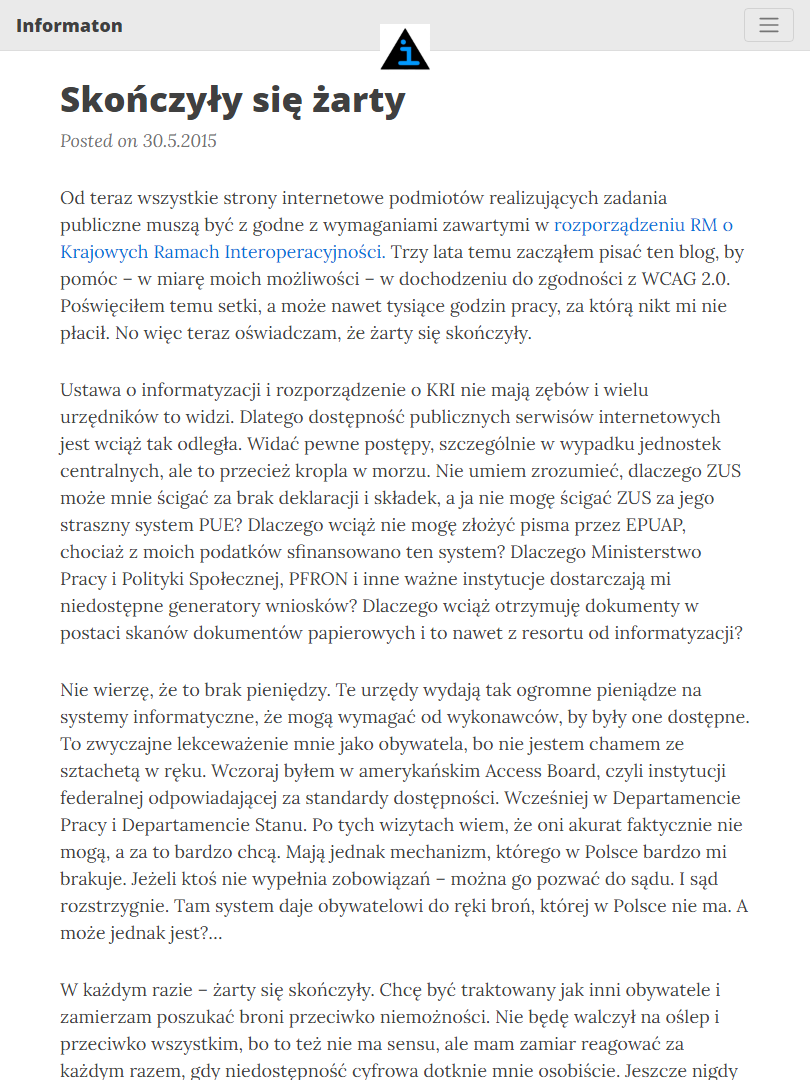 Informaton
i
Skończyły się żarty
Posted on 30.5.2015
Od teraz wszystkie strony internetowe podmiotów realizujących zadania
publiczne muszą być z godne z wymaganiami zawartymi w rozporządzeniu RM o
Krajowych Ramach Interoperacyjności. Trzy lata temu zacząłem pisać ten blog, by
pomóc – w miarę moich możliwości – w dochodzeniu do zgodności z WCAG 2.0.
Poświęciłem temu setki, a może nawet tysiące godzin pracy, za którą nikt mi nie
płacił. No więc teraz oświadczam, że żarty się skończyły.
Ustawa o informatyzacji i rozporządzenie o KRI nie mają zębów i wielu
urzędników to widzi. Dlatego dostępność publicznych serwisów internetowych
jest wciąż tak odległa. Widać pewne postępy, szczególnie w wypadku jednostek
centralnych, ale to przecież kropla w morzu. Nie umiem zrozumieć, dlaczego ZUS
może mnie ścigać za brak deklaracji i składek, a ja nie mogę ścigać ZUS za jego
straszny system PUE? Dlaczego wciąż nie mogę złożyć pisma przez EPUAP,
chociaż z moich podatków sfinansowano ten system? Dlaczego Ministerstwo
Pracy i Polityki Społecznej, PFRON i inne ważne instytucje dostarczają mi
niedostępne generatory wniosków? Dlaczego wciąż otrzymuję dokumenty w
postaci skanów dokumentów papierowych i to nawet z resortu od informatyzacji?
Nie wierzę, że to brak pieniędzy. Te urzędy wydają tak ogromne pieniądze na
systemy informatyczne, że mogą wymagać od wykonawców, by były one dostępne.
To zwyczajne lekceważenie mnie jako obywatela, bo nie jestem chamem ze
sztachetą w ręku. Wczoraj byłem w amerykańskim Access Board, czyli instytucji
federalnej odpowiadającej za standardy dostępności. Wcześniej w Departamencie
Pracy i Departamencie Stanu. Po tych wizytach wiem, że oni akurat faktycznie nie
mogą, a za to bardzo chcą. Mają jednak mechanizm, którego w Polsce bardzo mi
brakuje. Jeżeli ktoś nie wypełnia zobowiązań – można go pozwać do sądu. I sąd
rozstrzygnie. Tam system daje obywatelowi do ręki broń, której w Polsce nie ma. A
może jednak jest?…
W każdym razie – żarty się skończyły. Chcę być traktowany jak inni obywatele i
zamierzam poszukać broni przeciwko niemożności. Nie będę walczył na oślep i
przeciwko wszystkim, bo to też nie ma sensu, ale mam zamiar reagować za
każdym razem, gdy niedostępność cyfrowa dotknie mnie osobiście. Jeszcze nigdy